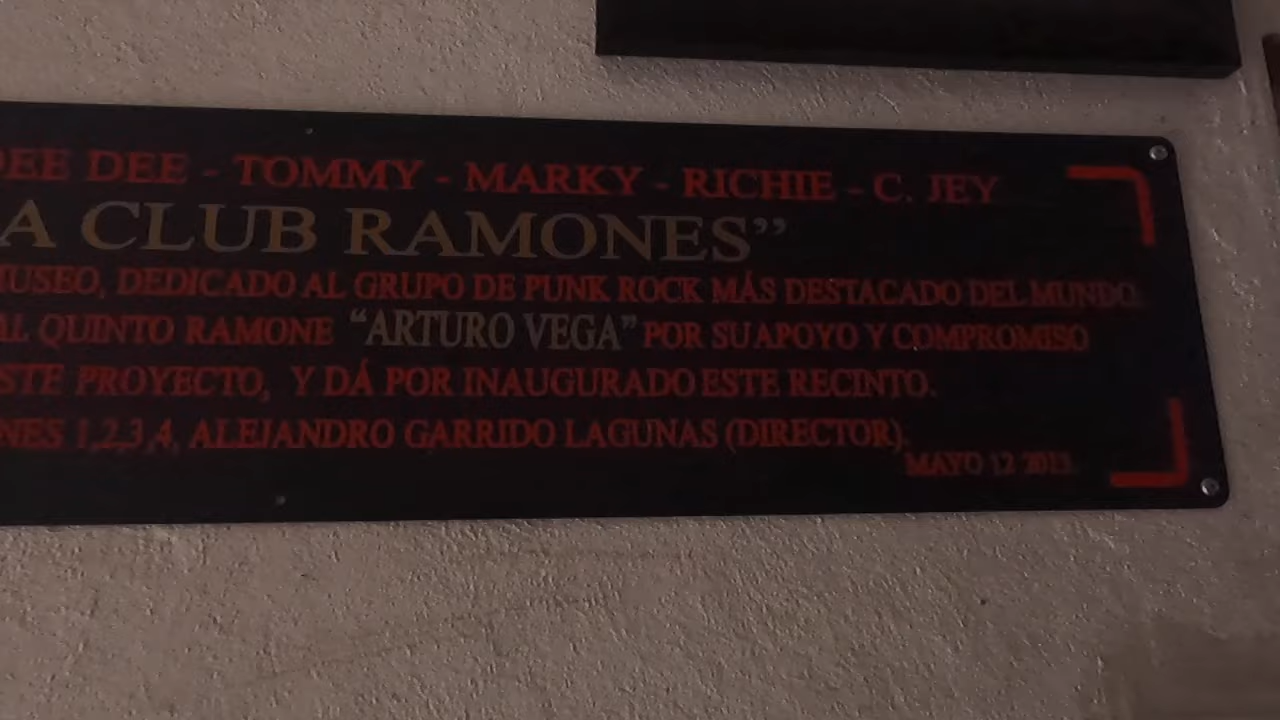 DEE DEE - TOMMY - MARKY - RICHIE - C. JEY
A CLUB RAMONES”
MUSEO, DEDICADO AL GRUPO DE PUNK ROCK MÁS DESTACADO DEL MUNDO.
AL QUINTO RAMONE “ARTURO VEGA” POR SU APOYO Y COMPROMISO
STE PROYECTO, Y DÁ POR INAUGURADO ESTE RECINTO.
NES 1,2,3,4, ALEJANDRO GARRIDO LAGUNAS (DIRECTOR).
MAYO 12 2013.